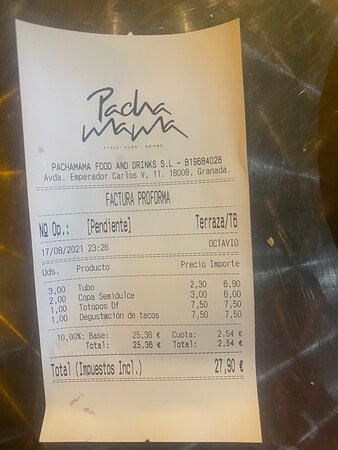 Pacha
mama
STREET FOOD · DRINKS
PACHAMAMA FOOD AND DRINKS S.L - B19684026
Avda. Emperador Carlos V, 11. 18008, Granada.
FACTURA PROFORMA
Nº Op.: [Pendiente] Terraza/T6
17/08/2021 23:26 OCTAVIO
Uds. Producto Precio Importe
3,00 Tubo 2,30 6,90
2,00 Copa Semidulce 3,00 6,00
1,00 Totopos Df 7,50 7,50
1,00 Degustación de tacos 7,50 7,50
10,00%: Base: 25,36 € Cuota: 2,54 €
Total: 25,36 € Total: 2,54 €
Total (Impuestos Incl.) 27,90 €